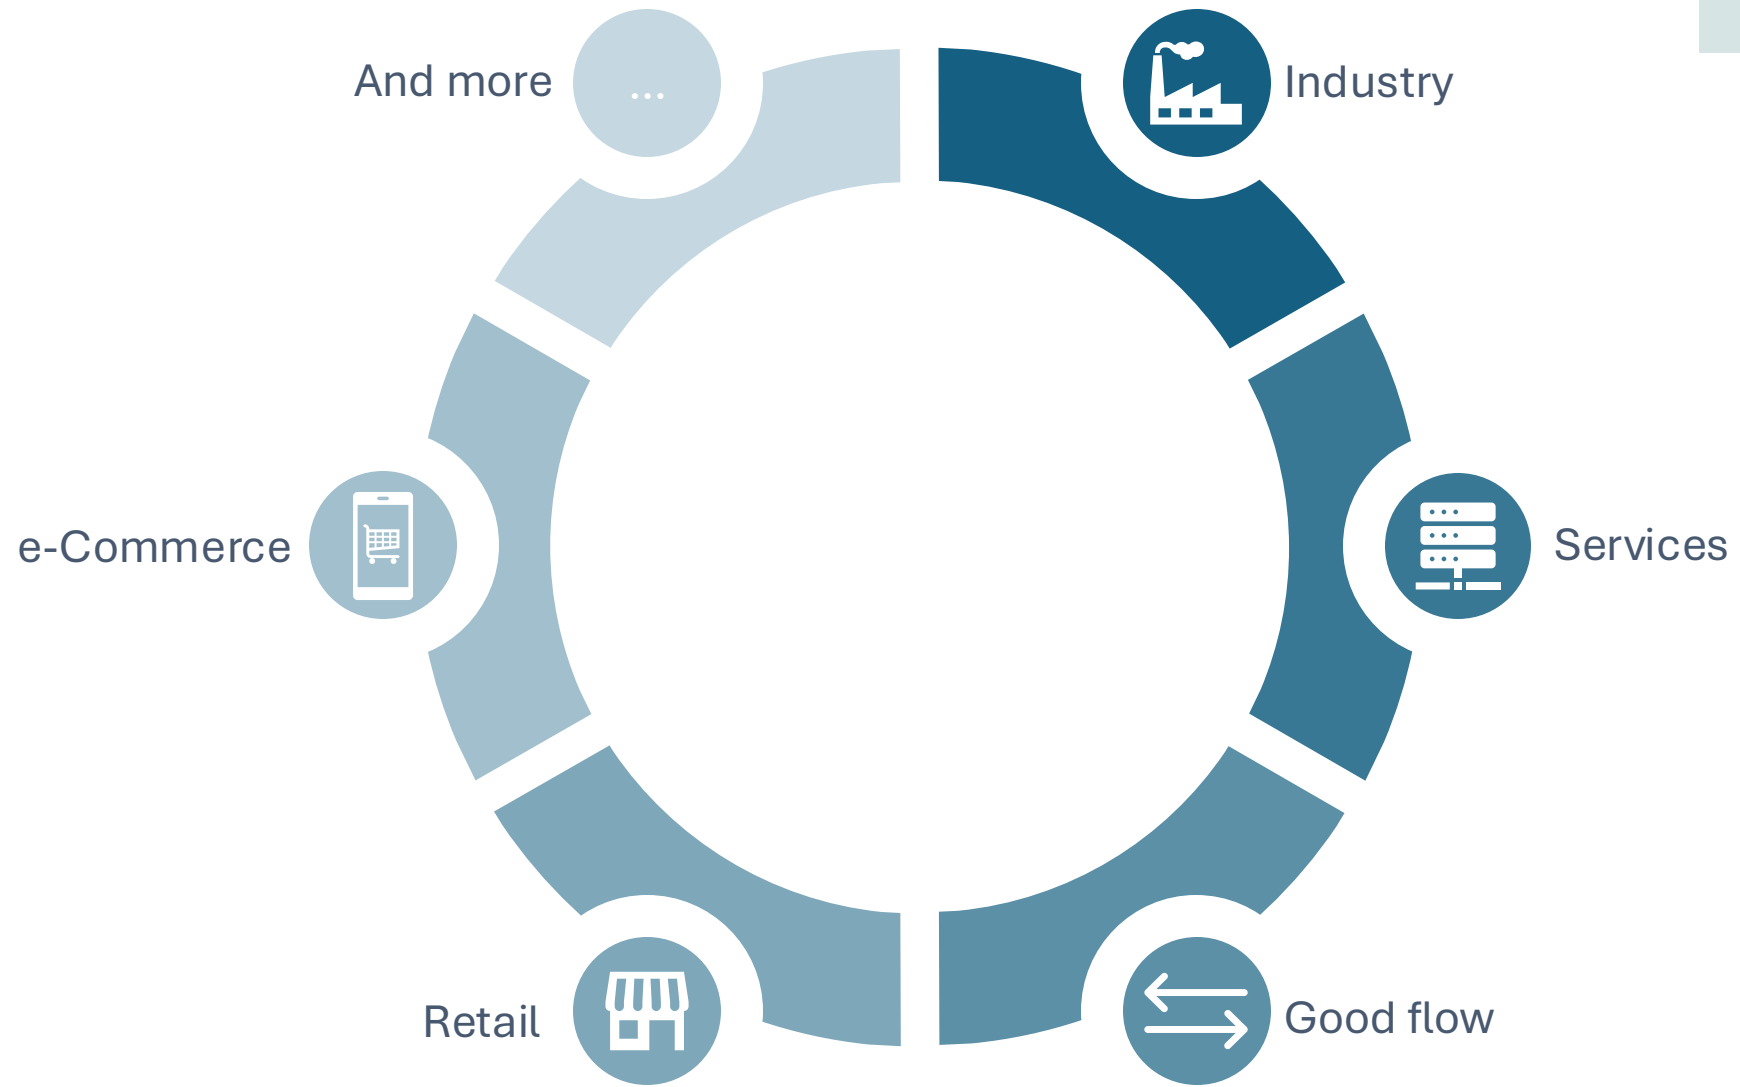 And more
...
Industry
e-Commerce
Services
Retail
Good flow